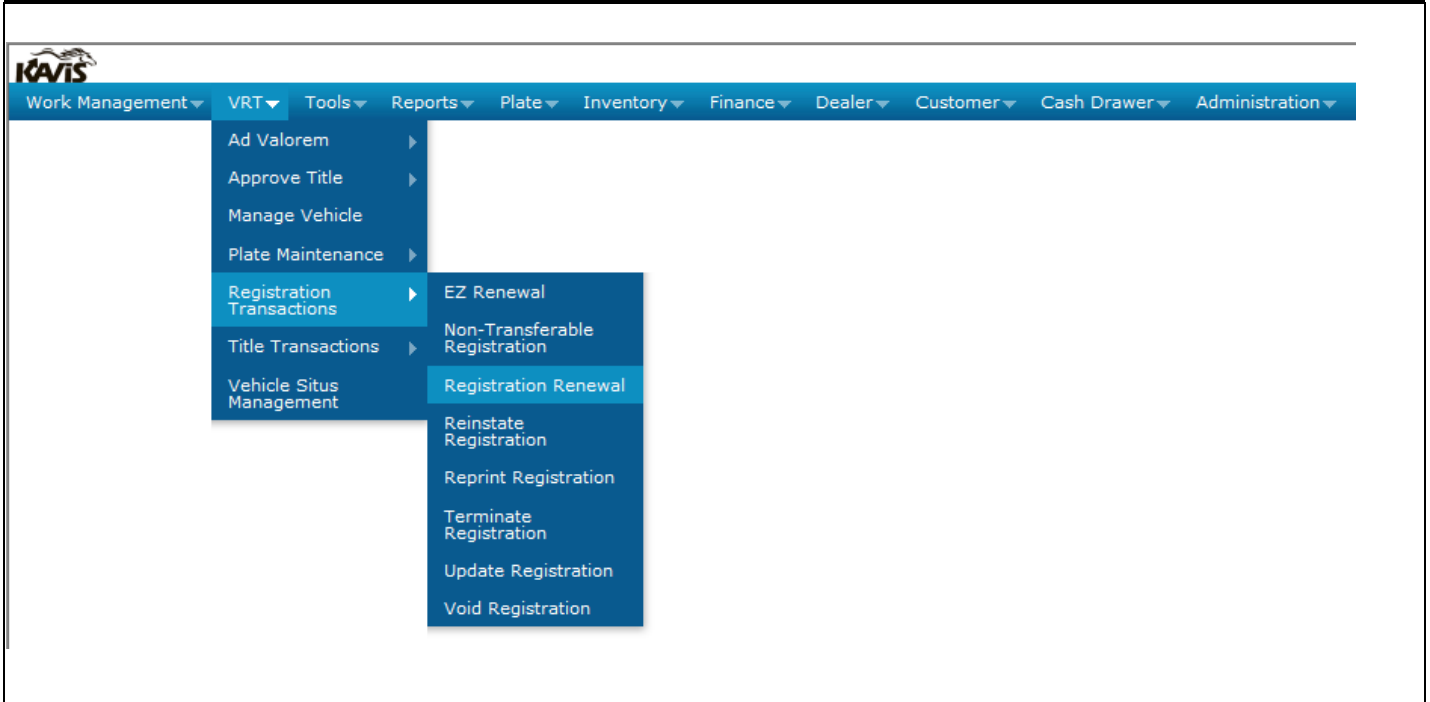 KAVIS
Work Management VRT Tools Reports Plate Inventory Finance Dealer Customer Cash Drawer Administration
Ad Valorem
Approve Title
Manage Vehicle
Plate Maintenance
Registration
Transactions
Title Transactions
Vehicle Situs
Management
EZ Renewal
Non-Transferable
Registration
Registration Renewal
Reinstate
Registration
Reprint Registration
Terminate
Registration
Update Registration
Void Registration